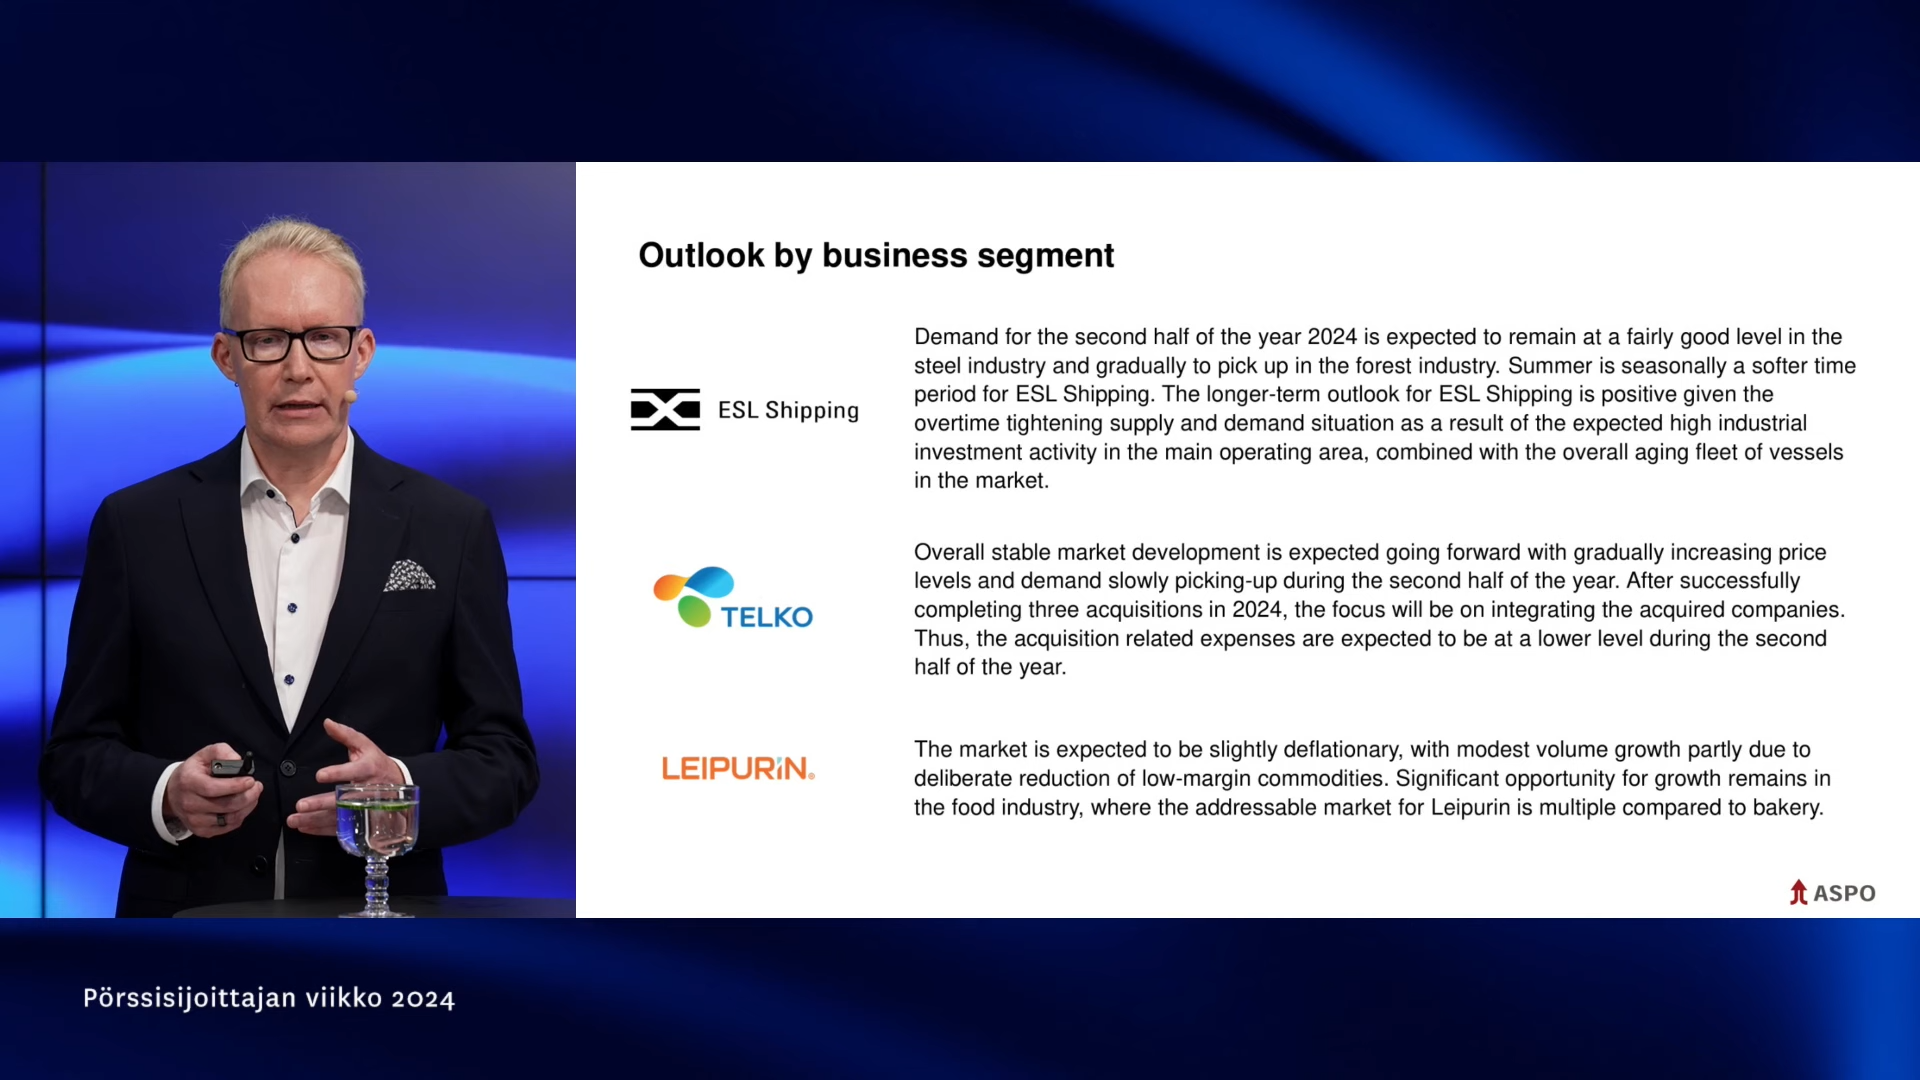 Outlook by business segment
ESL Shipping
Demand for the second half of the year 2024 is expected to remain at a fairly good level in the
steel industry and gradually to pick up in the forest industry. Summer is seasonally a softer time
period for ESL Shipping. The longer-term outlook for ESL Shipping is positive given the
overtime tightening supply and demand situation as a result of the expected high industrial
investment activity in the main operating area, combined with the overall aging fleet of vessels
in the market.
TELKO
Overall stable market development is expected going forward with gradually increasing price
levels and demand slowly picking-up during the second half of the year. After successfully
completing three acquisitions in 2024, the focus will be on integrating the acquired companies.
Thus, the acquisition related expenses are expected to be at a lower level during the second
half of the year.
LEIPURIN®
The market is expected to be slightly deflationary, with modest volume growth partly due to
deliberate reduction of low-margin commodities. Significant opportunity for growth remains in
the food industry, where the addressable market for Leipurin is multiple compared to bakery.
ASPO
Pörssisijoittajan viikko 2024